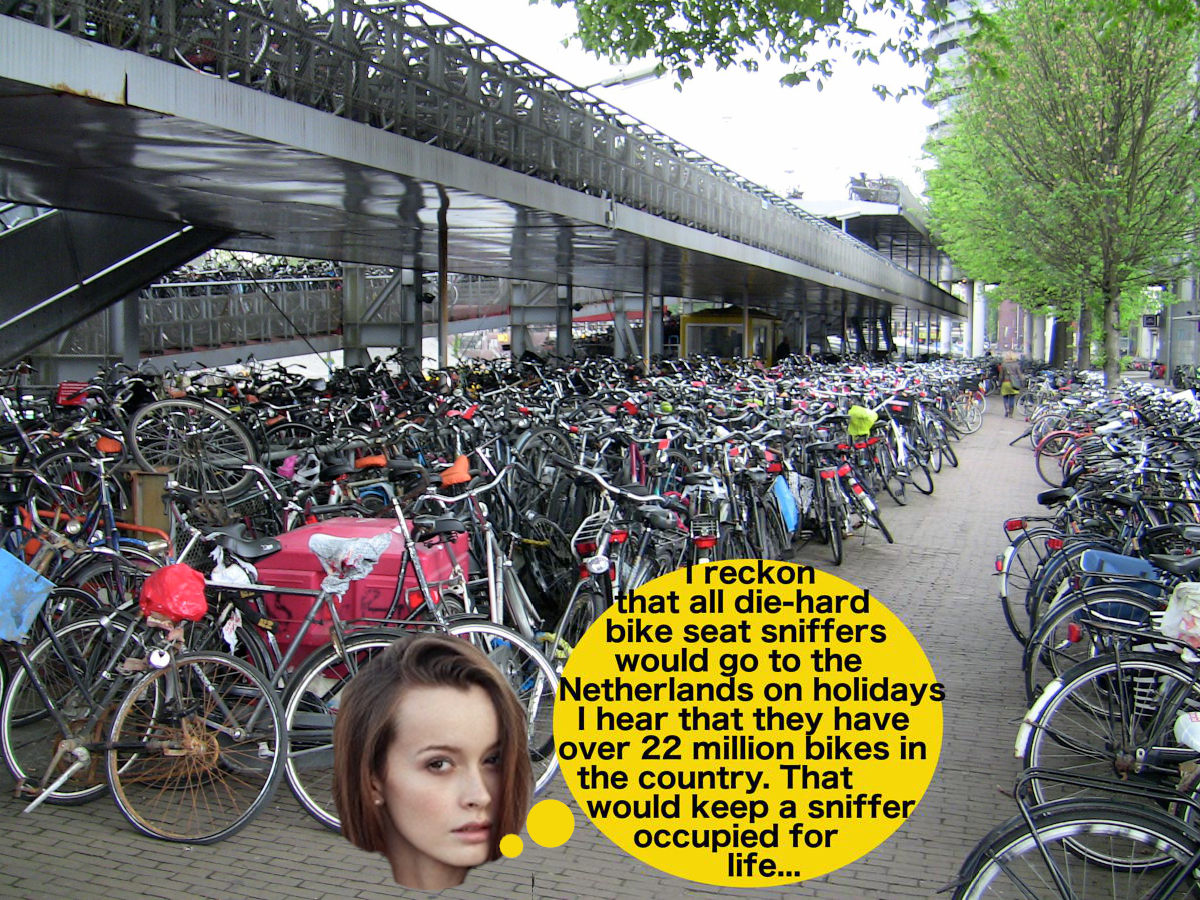 I reckon
that all die-hard
bike seat sniffers
would go to the
Netherlands on holidays
I hear that they have
over 22 million bikes in
the country. That
would keep a sniffer
occupied for
life...